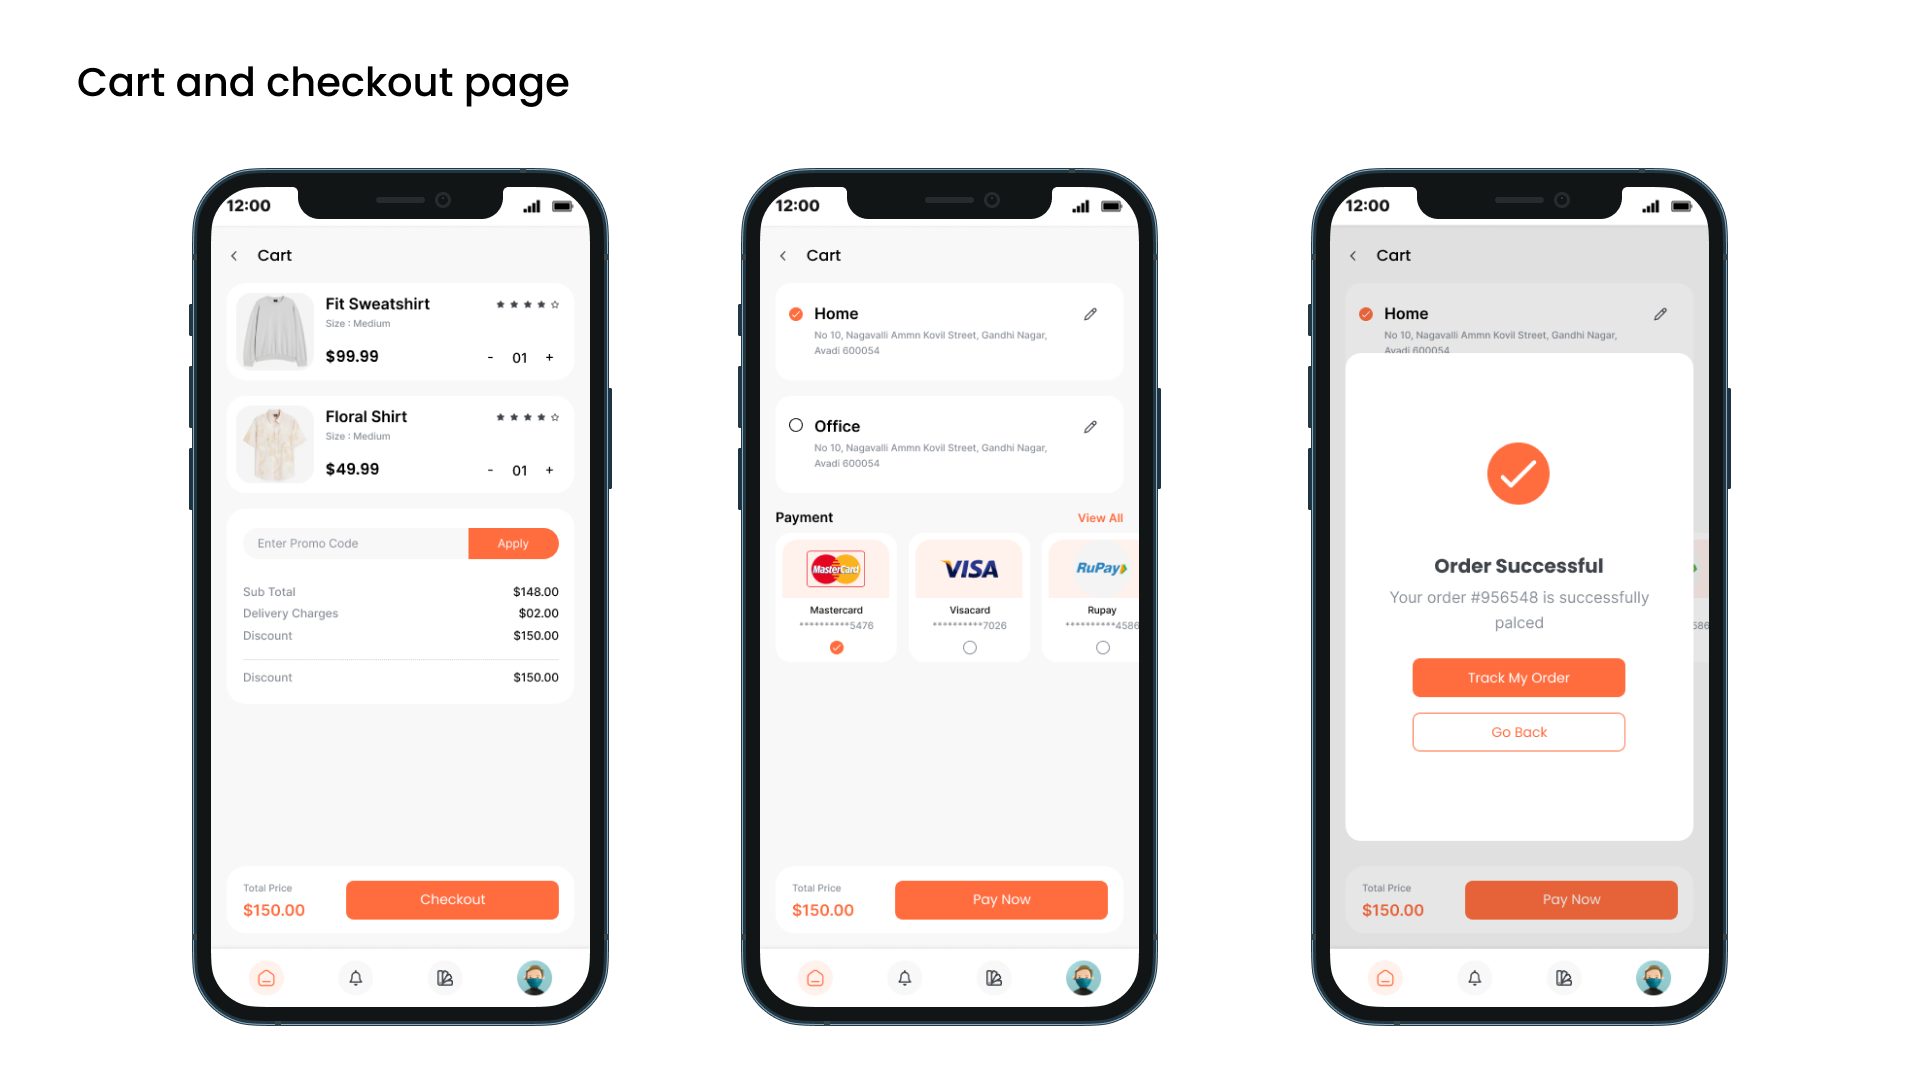 Cart and checkout page
12:00
Cart
Fit Sweatshirt
Size : Medium
$99.99
- 01 +
Floral Shirt
Size : Medium
$49.99
- 01 +
Enter Promo Code
Apply
Sub Total $148.00
Delivery Charges $02.00
Discount $150.00
Discount $150.00
Total Price
$150.00
Checkout
12:00
Cart
Home
No 10, Nagavalli Ammn Kovil Street, Gandhi Nagar,
Avadi 600054
Office
No 10, Nagavalli Ammn Kovil Street, Gandhi Nagar,
Avadi 600054
Payment
View All
MasterCard
Mastercard
**********5476
VISA
Visacard
**********7026
RuPay
Rupay
**********4586
Total Price
$150.00
Pay Now
12:00
Cart
Home
No 10, Nagavalli Ammn Kovil Street, Gandhi Nagar,
Avadi 600054
Order Successful
Your order #956548 is successfully
palced
Track My Order
Go Back
586
Total Price
$150.00
Pay Now